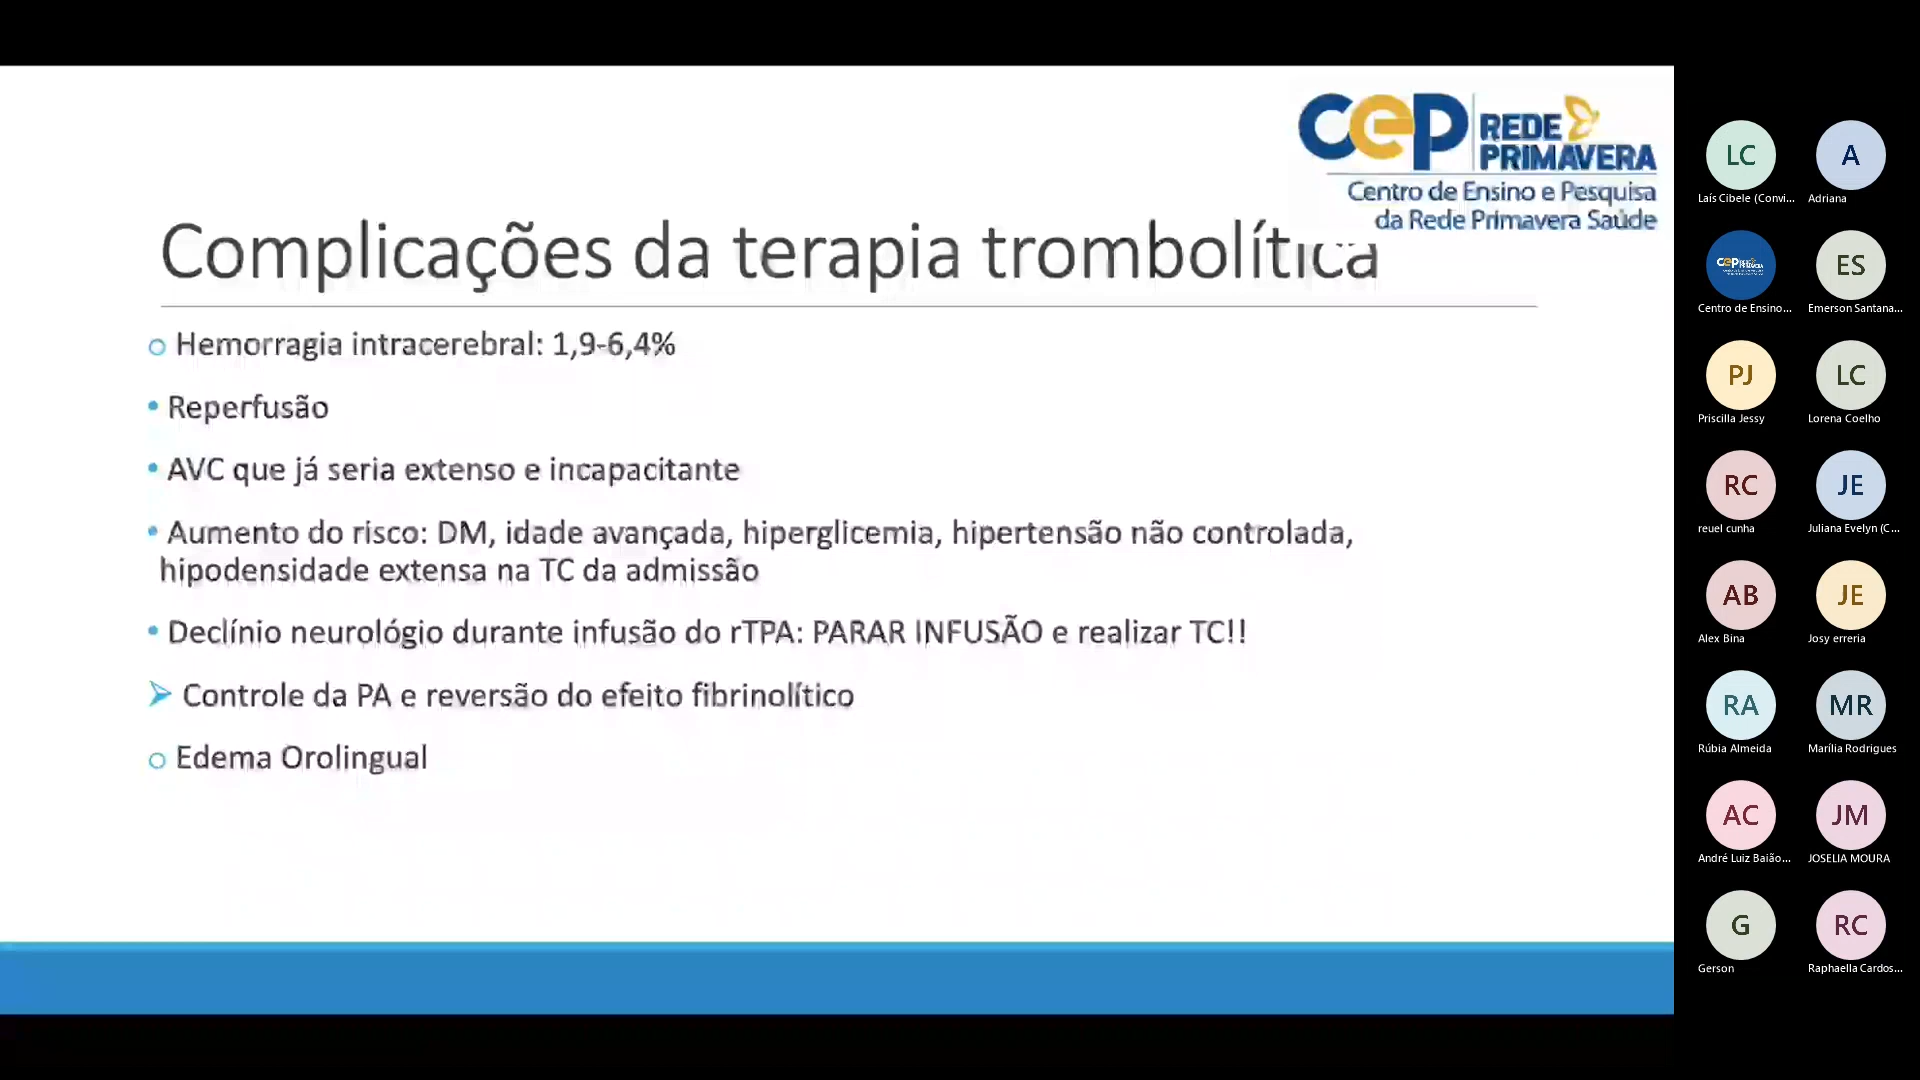 cep REDE PRIMAVERA
Centro de Ensino e Pesquisa
da Rede Primavera Saúde
Complicações da terapia trombolítica
o Hemorragia intracerebral: 1,9-6,4%
• Reperfusão
• AVC que já seria extenso e incapacitante
• Aumento do risco: DM, idade avançada, hiperglicemia, hipertensão não controlada,
hipodensidade extensa na TC da admissão
• Declínio neurológio durante infusão do rTPA: PARAR INFUSÃO e realizar TC!!
➢ Controle da PA e reversão do efeito fibrinolítico
o Edema Orolingual
LC A
Laís Cibele (Convi... Adriana
cep ES
Centro de Ensino... Emerson Santana...
PJ LC
Priscilla Jessy Lorena Coelho
RC JE
reuel cunha Juliana Evelyn (C...
AB JE
Alex Bina Josy erreria
RA MR
Rúbia Almeida Marília Rodrigues
AC JM
André Luiz Baião... JOSELIA MOURA
G RC
Gerson Raphaella Cardos...